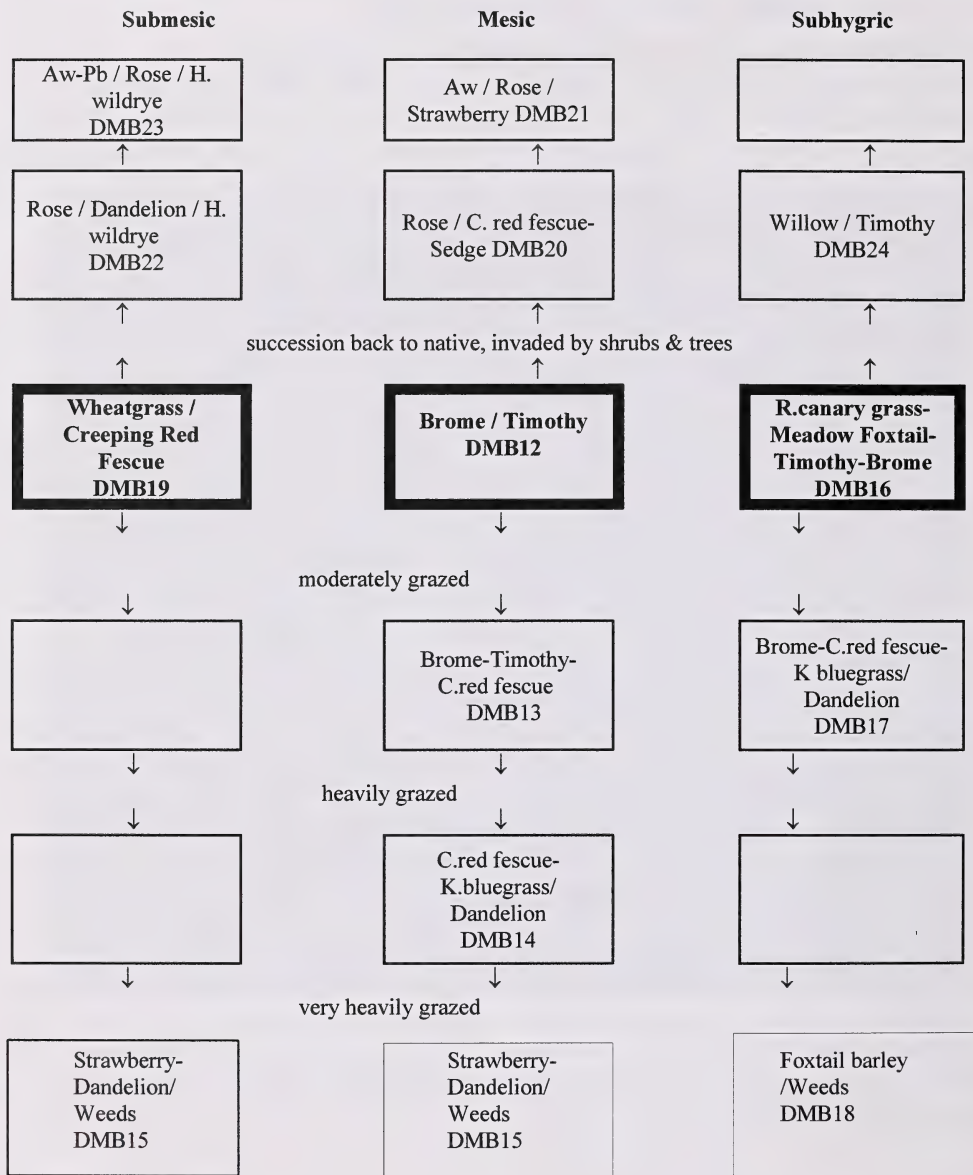 Submesic
Mesic
Subhygric
Aw-Pb / Rose / H.
wildrye
DMB23
Aw / Rose /
Strawberry DMB21
↑
↑
↑
Rose / Dandelion / H.
wildrye
DMB22
Rose / C. red fescue-
Sedge DMB20
Willow / Timothy
DMB24
↑
↑
↑
succession back to native, invaded by shrubs & trees
↑
↑
↑
Wheatgrass /
Creeping Red
Fescue
DMB19
Brome / Timothy
DMB12
R.canary grass-
Meadow Foxtail-
Timothy-Brome
DMB16
↓
↓
↓
moderately grazed
↓
↓
↓
Brome-Timothy-
C.red fescue
DMB13
Brome-C.red fescue-
K bluegrass/
Dandelion
DMB17
↓
↓
↓
heavily grazed
↓
↓
↓
C.red fescue-
K.bluegrass/
Dandelion
DMB14
↓
↓
↓
very heavily grazed
Strawberry-
Dandelion/
Weeds
DMB15
Strawberry-
Dandelion/
Weeds
DMB15
Foxtail barley
/Weeds
DMB18